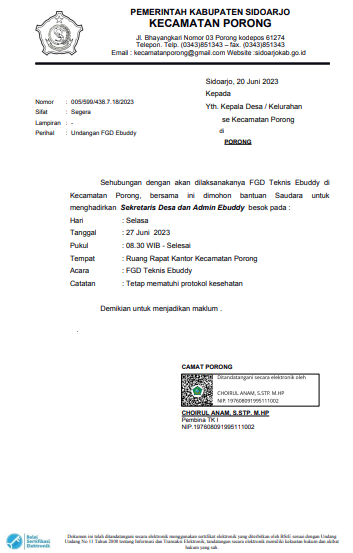 PEMERINTAH KABUPATEN SIDOARJO
KECAMATAN PORONG
Jl. Bhayangkari Nomor 03 Porong kodepos 61274
Telepon. Telp. (0343)851343 – fax. (0343)851343
Email : kecamatanporong@gmail.com Website :sidoarjokab.go.id
Sidoarjo, 20 Juni 2023
Kepada
Yth. Kepala Desa / Kelurahan
se Kecamatan Porong
di
PORONG
Nomor : 005/599/438.7.18/2023
Sifat : Segera
Lampiran : -
Perihal : Undangan FGD Ebuddy
Sehubungan dengan akan dilaksanakanya FGD Teknis Ebuddy di
Kecamatan Porong, bersama ini dimohon bantuan Saudara untuk
menghadirkan Sekretaris Desa dan Admin Ebuddy besok pada :
Hari : Selasa
Tanggal : 27 Juni 2023
Pukul : 08.30 WIB - Selesai
Tempat : Ruang Rapat Kantor Kecamatan Porong
Acara : FGD Teknis Ebuddy
Catatan : Tetap mematuhi protokol kesehatan
Demikian untuk menjadikan maklum .
.
CAMAT PORONG
Ditandatangani secara elektronik oleh
CHOIRUL ANAM, S.STP. M.HP
NIP. 197608091995111002
CHOIRUL ANAM, S.STP. M.HP
Pembina TK I
NIP.197608091995111002
Balai
Sertifikasi
Elektronik
Dokumen ini telah ditandatangani secara elektronik menggunakan sertifikat elektronik yang diterbitkan oleh BSrE sesuai dengan Undang
Undang No 11 Tahun 2008 tentang Informasi dan Transaksi Elektronik, tandatangan secara elektronik memiliki kekuatan hukum dan akibat
hukum yang sah.